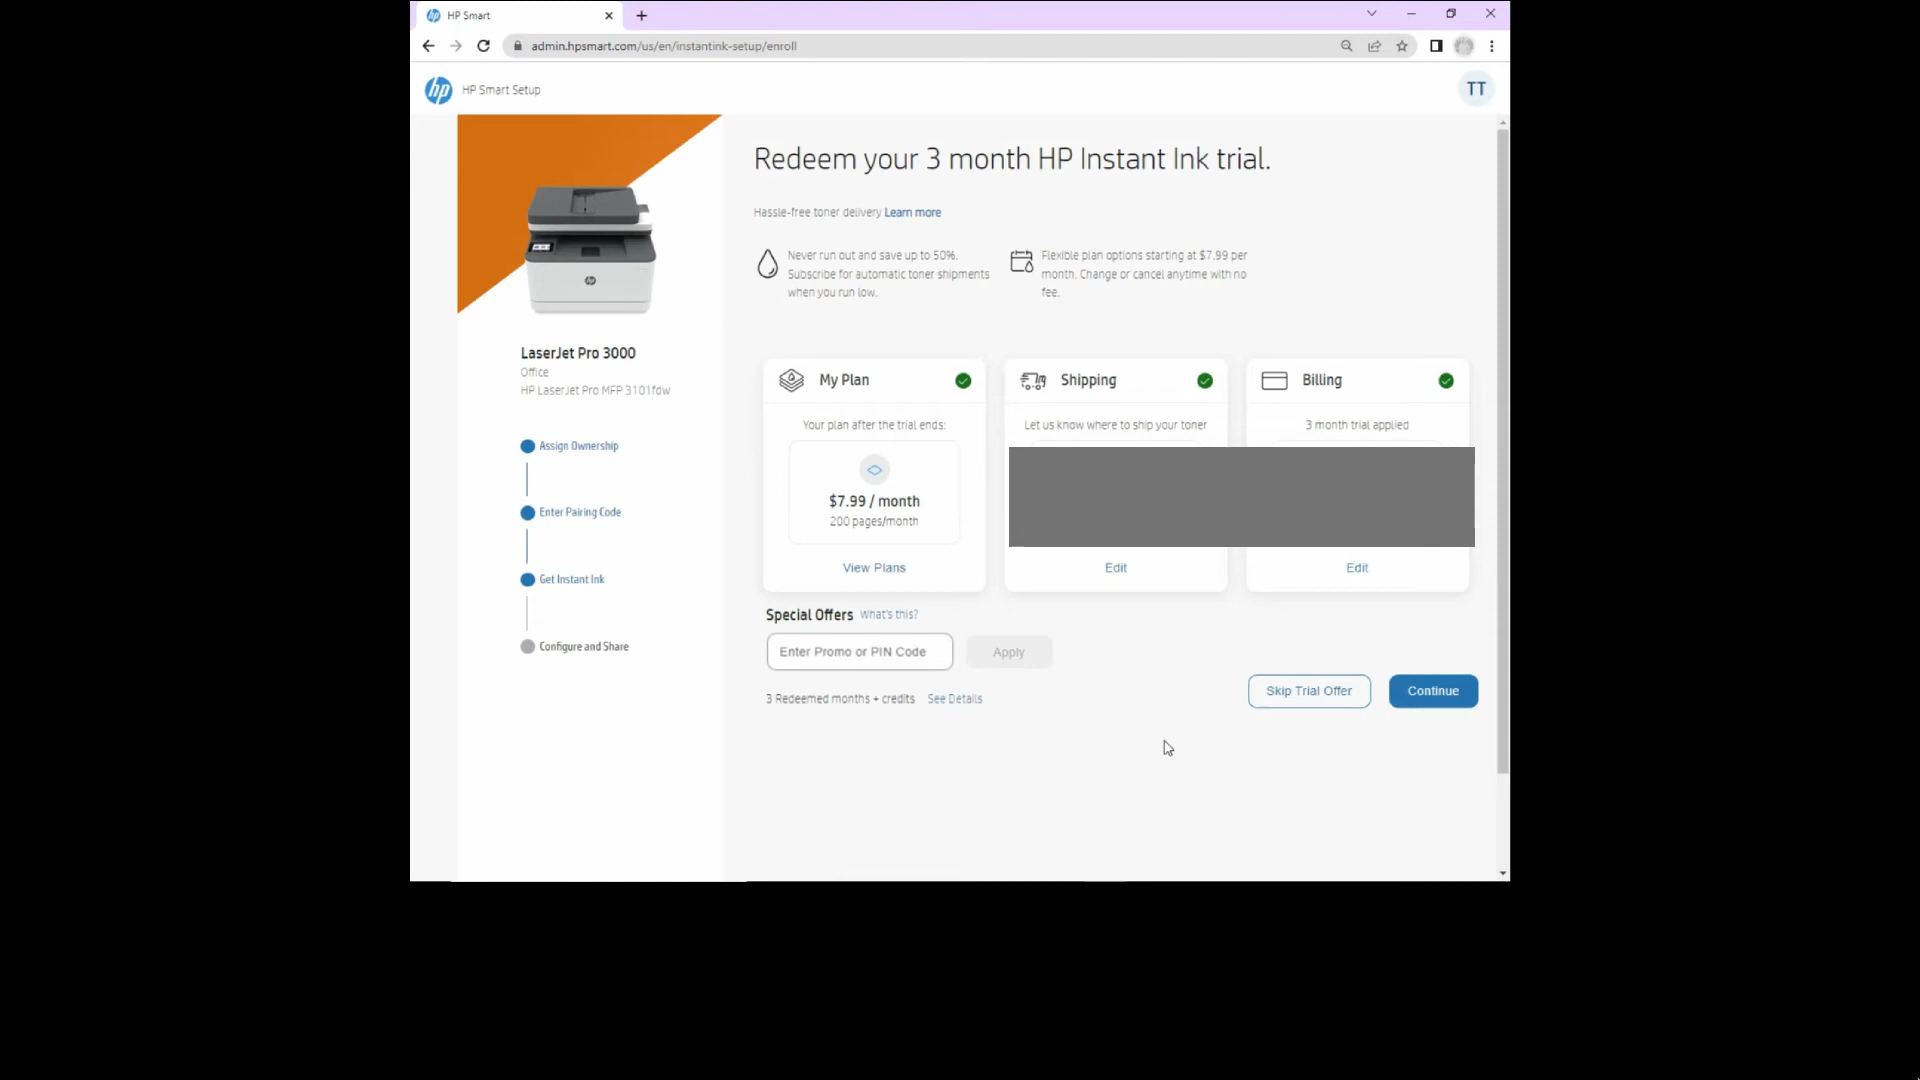 HP Smart
admin.hpsmart.com/us/en/instantink-setup/enroll
hp
HP Smart Setup
TT
LaserJet Pro 3000
Office
HP LaserJet Pro MFP 3101fdw
Assign Ownership
Enter Pairing Code
Get Instant Ink
Configure and Share
Redeem your 3 month HP Instant Ink trial.
Hassle-free toner delivery Learn more
Never run out and save up to 50%.
Subscribe for automatic toner shipments
when you run low.
Flexible plan options starting at $7.99 per
month. Change or cancel anytime with no
fee.
My Plan
Your plan after the trial ends:
$7.99 / month
200 pages/month
View Plans
Shipping
Let us know where to ship your toner
Edit
Billing
3 month trial applied
Edit
Special Offers What's this?
Enter Promo or PIN Code
Apply
3 Redeemed months + credits See Details
Skip Trial Offer
Continue